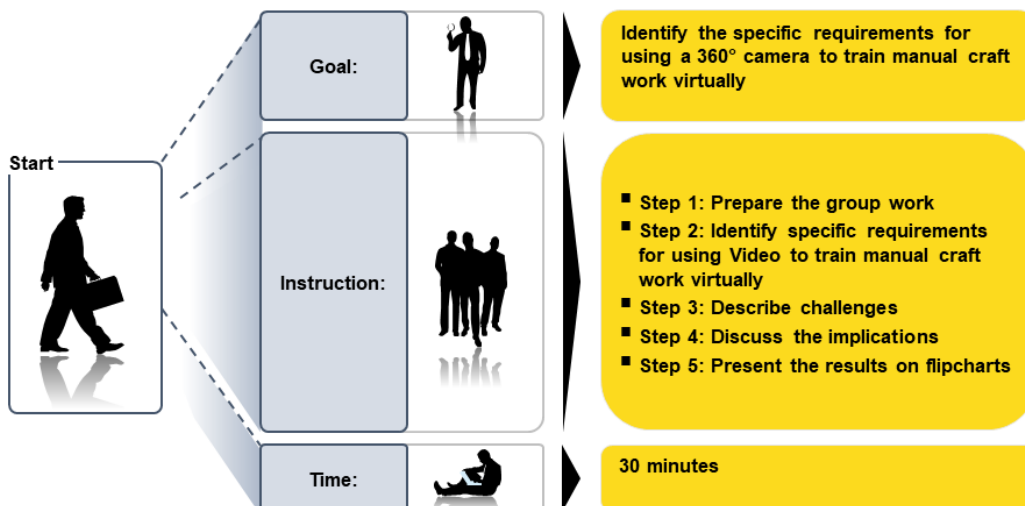 Start
Goal:
Identify the specific requirements for
using a 360° camera to train manual craft
work virtually
Instruction:
▪ Step 1: Prepare the group work
▪ Step 2: Identify specific requirements
for using Video to train manual craft
work virtually
▪ Step 3: Describe challenges
▪ Step 4: Discuss the implications
▪ Step 5: Present the results on flipcharts
Time:
30 minutes